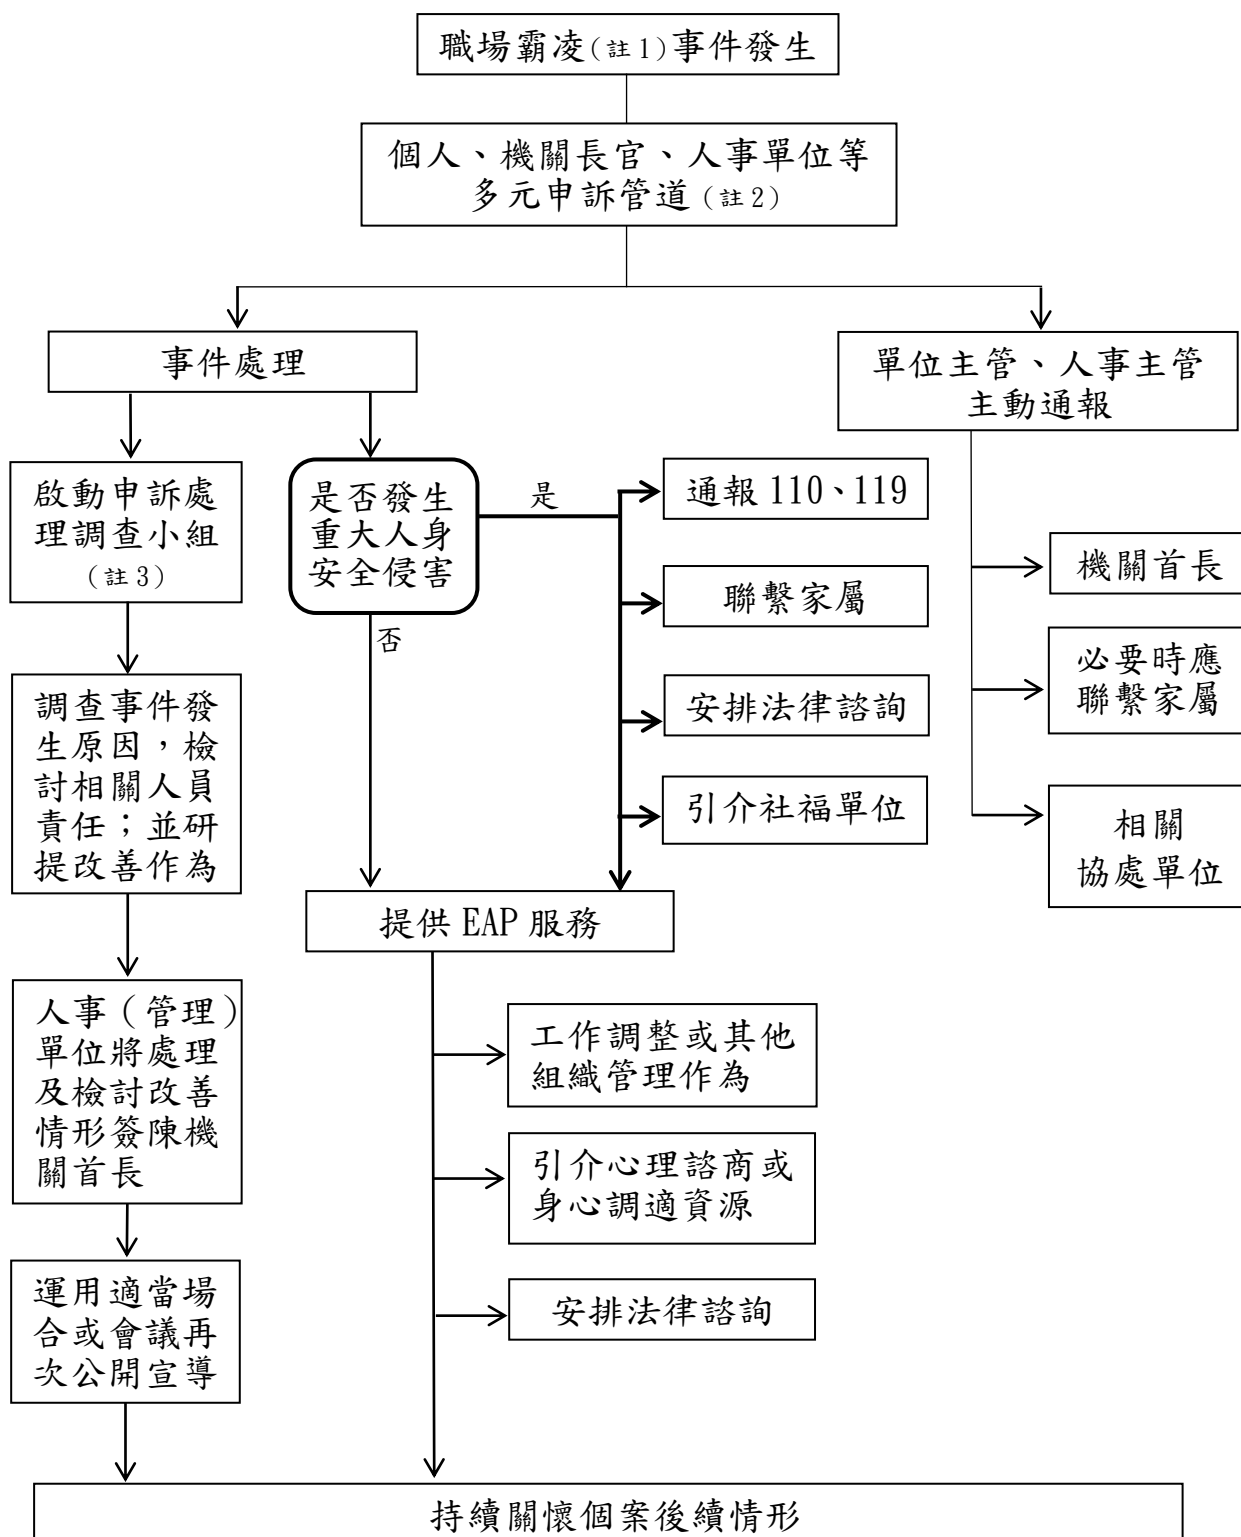 職場霸凌(註1)事件發生
個人、機關長官、人事單位等
多元申訴管道(註2)
事件處理
單位主管、人事主管
主動通報
啟動申訴處
理調查小組
(註3)
是否發生
重大人身
安全侵害
是
否
通報 110、119
聯繫家屬
安排法律諮詢
引介社福單位
機關首長
必要時應
聯繫家屬
相關
協處單位
調查事件發
生原因，檢
討相關人員
責任；並研
提改善作為
提供 EAP 服務
人事（管理）
單位將處理
及檢討改善
情形簽陳機
關首長
工作調整或其他
組織管理作為
引介心理諮商或
身心調適資源
安排法律諮詢
運用適當場
合或會議再
次公開宣導
持續關懷個案後續情形